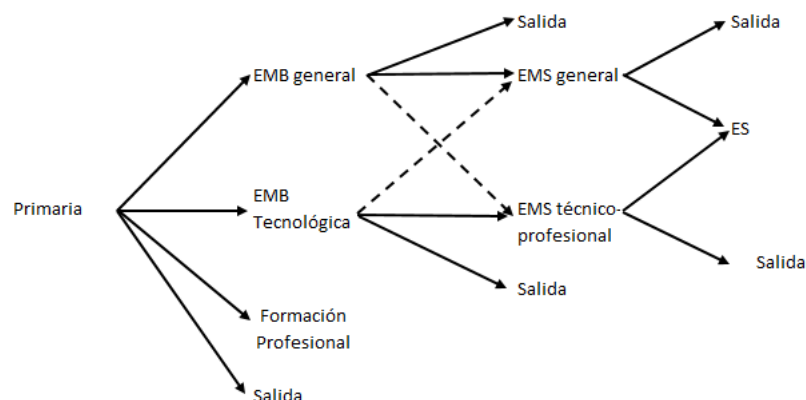 Salida
Salida
EMB general
EMS general
ES
EMB
Tecnológica
Primaria
EMS técnico-
profesional
Salida
Salida
Formación
Profesional
Salida